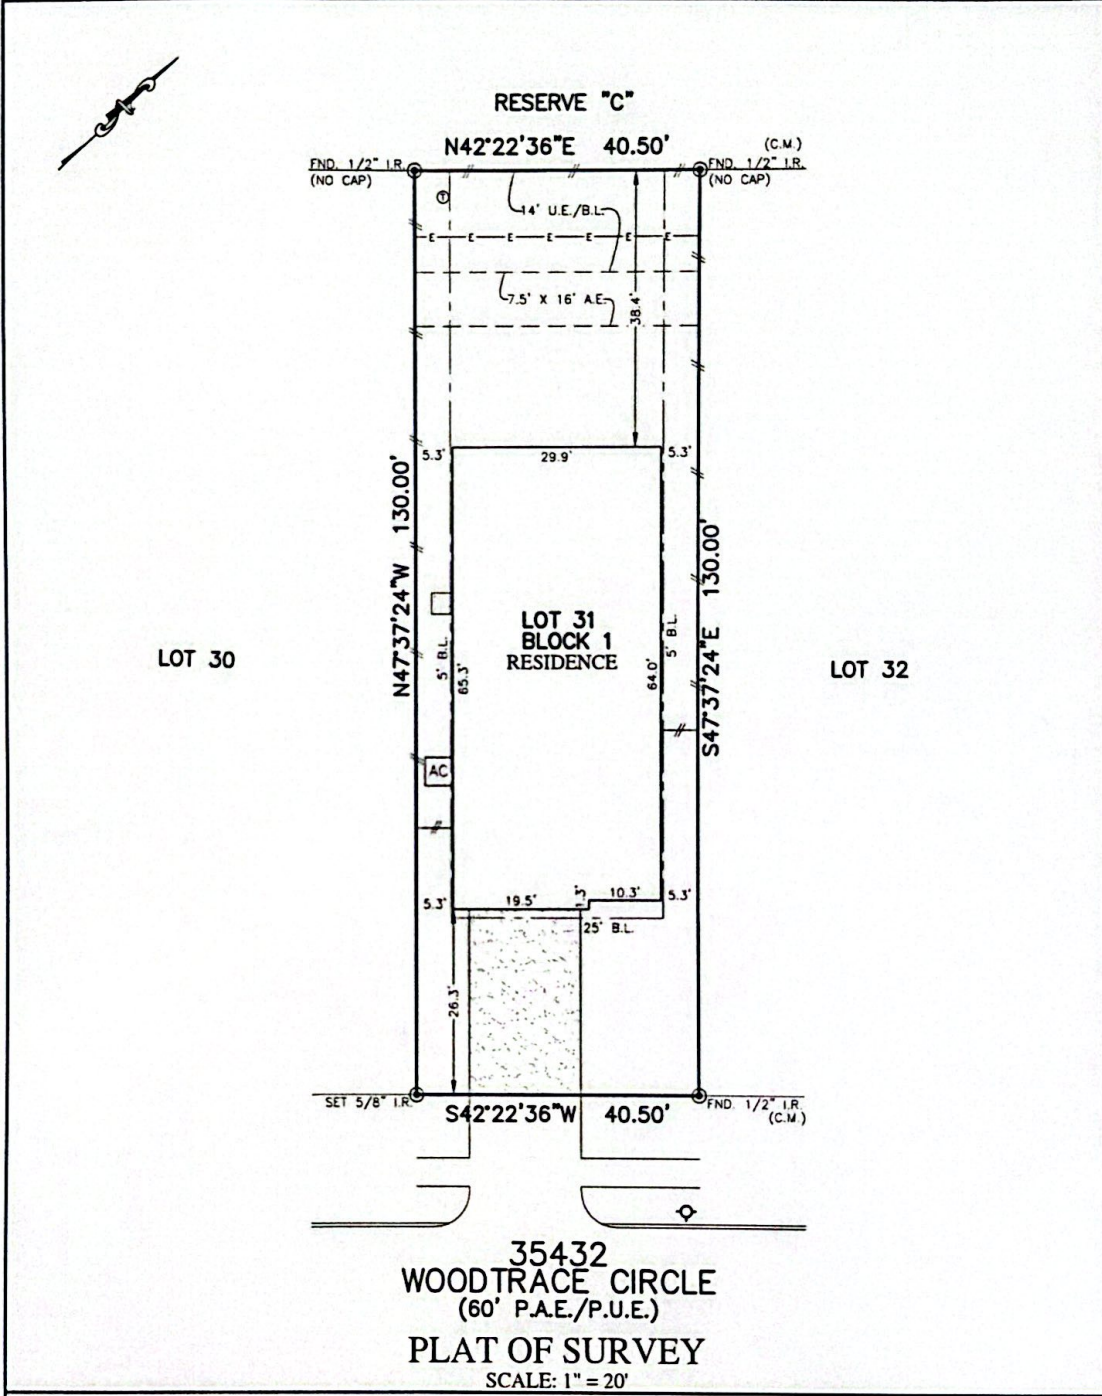 RESERVE "C"
N42°22'36"E 40.50'
(C.M.)
FND. 1/2" I.R.
(NO CAP)
FND. 1/2" I.R.
(NO CAP)
T
14' U.E./B.L.
E E E E E E E
7.5' X 16' A.E.
38.4'
5.3'
29.9'
5.3'
N47°37'24"W 130.00'
S47°37'24"E 130.00'
LOT 31
BLOCK 1
RESIDENCE
LOT 30
LOT 32
5' B.L.
65.3'
64.0'
5' B.L.
AC
5.3'
19.5'
1.3'
10.3'
5.3'
25' B.L.
26.3'
SET 5/8" I.R.
S42°22'36"W 40.50'
FND. 1/2" I.R.
(C.M.)
35432
WOODTRACE CIRCLE
(60' P.A.E./P.U.E.)
PLAT OF SURVEY
SCALE: 1" = 20'